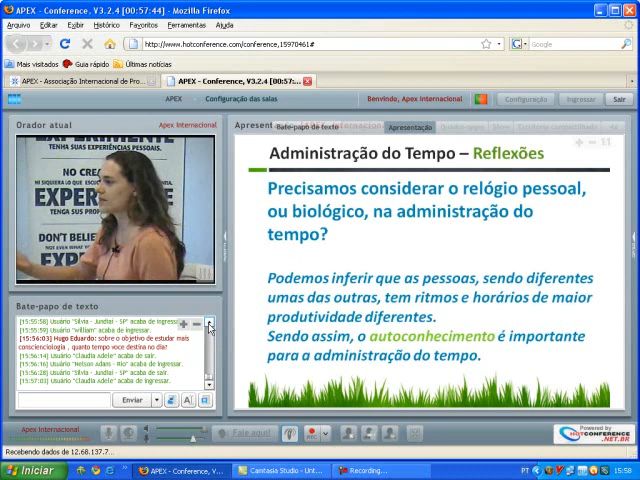 APEX - Conference, V3.2.4 [00:57:44] - Mozilla Firefox
Arquivo Editar Exibir Histórico Favoritos Ferramentas Ajuda
http://www.hotconference.com/conference,15970461#
Google
Mais visitados Guia rápido Últimas notícias
APEX - Associação Internacional de Pro...
APEX - Conference, V3.2.4 [00:57:...
APEX - Configuração das salas
Benvindo, Apex Internacional
Configuração
Ingressar
Sair
Orador atual
Apex Internacional
Bate-papo de texto
Apresentação
EXPERIMENTE
TENHA SUAS EXPERIÊNCIAS PESSOAIS.
TENGA SUS
DON'T BELI
Administração do Tempo – Reflexões
Precisamos considerar o relógio pessoal,
ou biológico, na administração do
tempo?
Podemos inferir que as pessoas, sendo diferentes
umas das outras, tem ritmos e horários de maior
produtividade diferentes.
Sendo assim, o autoconhecimento é importante
para a administração do tempo.
Bate-papo de texto
[15:55:58] Usuário "Silvia - Jundiaí - SP" acaba de ingressar.
[15:55:59] Usuário "William" acaba de ingressar.
[15:56:03] Hugo Eduardo: sobre o objetivo de estudar mais
conscienciologia , quanto tempo voce destina no dia?
[15:56:14] Usuário "Claudia Adele" acaba de sair.
[15:56:16] Usuário "Nelson Adans - Rio" acaba de ingressar.
[15:56:28] Usuário "Silvia - Jundiaí - SP" acaba de sair.
[15:57:03] Usuário "Claudia Adele" acaba de ingressar.
Enviar
Apex Internacional
Fale aqui!
REC
Powered by
HOTCONFERENCE
.NET.BR
Recebendo dados de 12.68.137.7...
Iniciar
APEX - Conference, V...
Camtasia Studio - Unt...
Recording...
PT
15:58